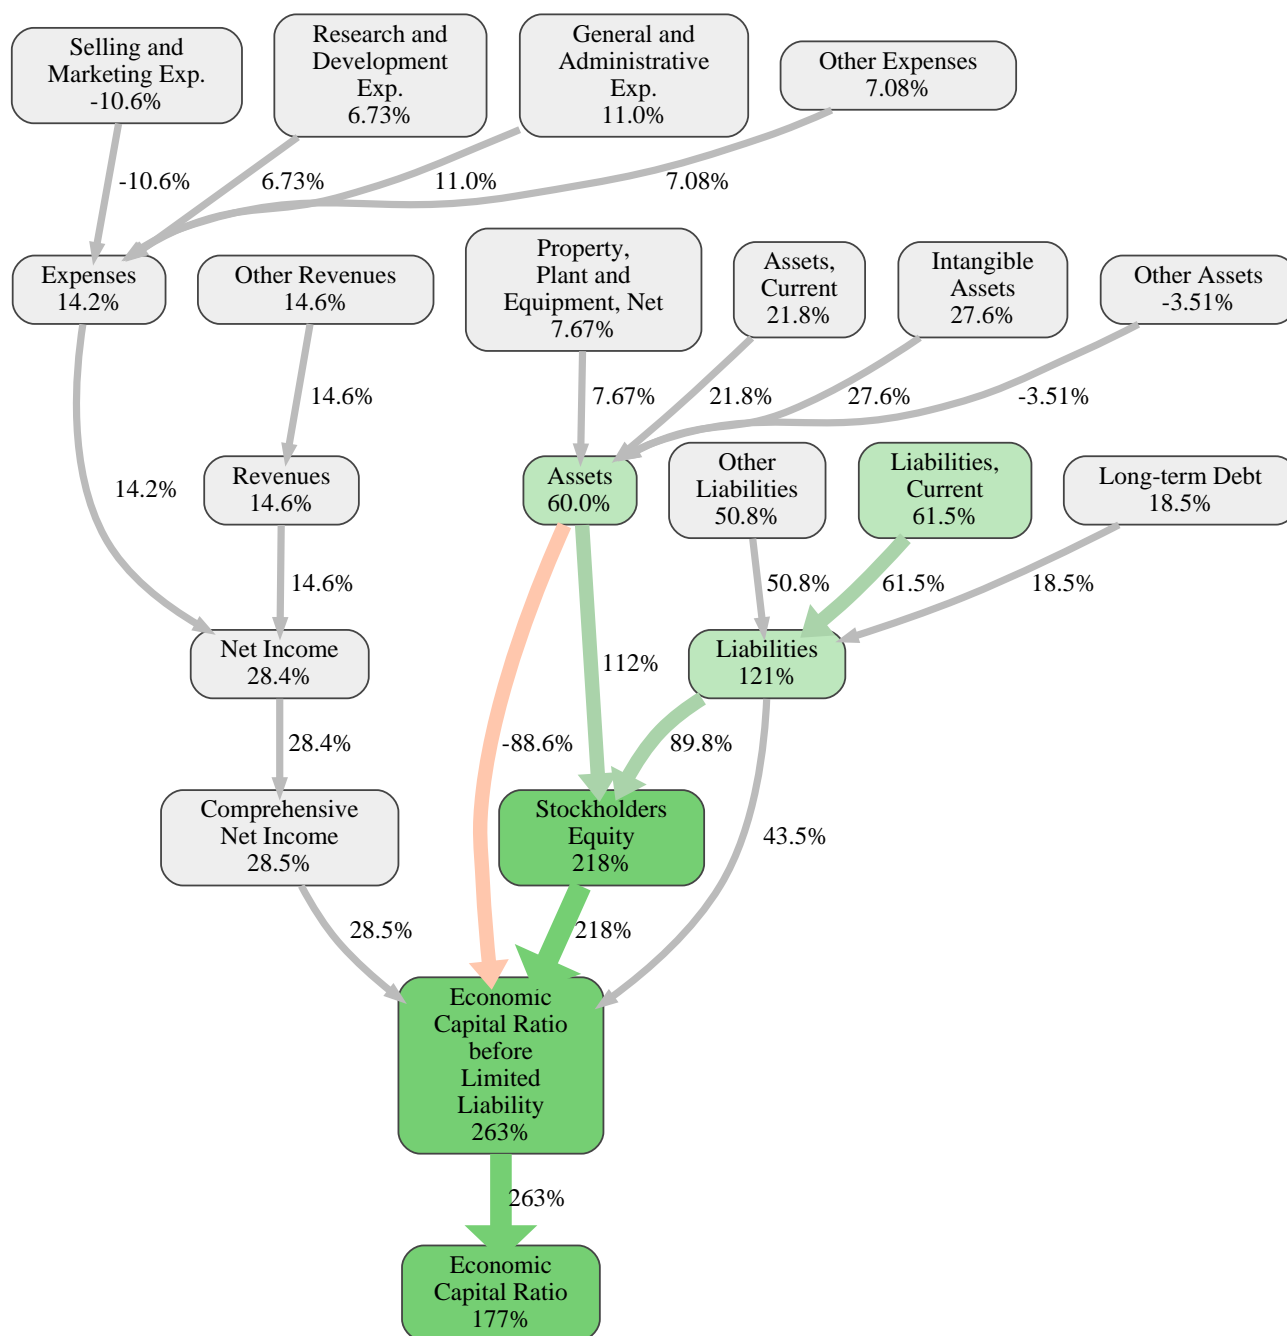 Selling and
Marketing Exp.
-10.6%
Research and
Development
Exp.
6.73%
General and
Administrative
Exp.
11.0%
Other Expenses
7.08%
-10.6%
6.73%
11.0%
7.08%
Expenses
14.2%
Other Revenues
14.6%
Property,
Plant and
Equipment, Net
7.67%
Assets,
Current
21.8%
Intangible
Assets
27.6%
Other Assets
-3.51%
14.6%
7.67%
21.8%
27.6%
-3.51%
Revenues
14.6%
Assets
60.0%
Other
Liabilities
50.8%
Liabilities,
Current
61.5%
Long-term Debt
18.5%
14.2%
14.6%
50.8%
61.5%
18.5%
Net Income
28.4%
Liabilities
121%
112%
28.4%
-88.6%
89.8%
Comprehensive
Net Income
28.5%
Stockholders
Equity
218%
43.5%
28.5%
218%
Economic
Capital Ratio
before
Limited
Liability
263%
263%
Economic
Capital Ratio
177%